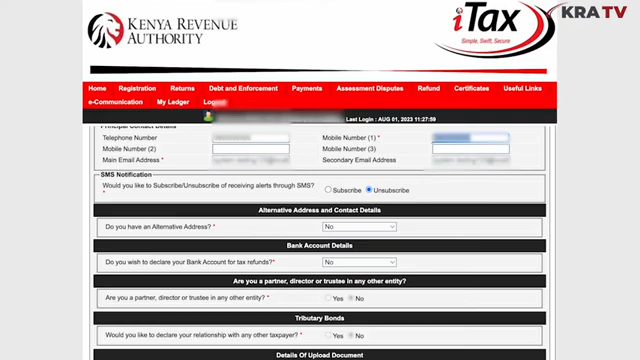 KENYA REVENUE
AUTHORITY
iTax
Simple, Swift, Secure
KRA TV
Home Registration Returns Debt and Enforcement Payments Assessment Disputes Refund Certificates Useful Links
e-Communication My Ledger Logout
Last Login : AUG 01, 2023 11:27:59
Principal Contact Details
Telephone Number Mobile Number (1) *
Mobile Number (2) Mobile Number (3)
Main Email Address * Secondary Email Address
SMS Notification
Would you like to Subscribe/Unsubscribe of receiving alerts through SMS? * Subscribe Unsubscribe
Alternative Address and Contact Details
Do you have an Alternative Address? * No
Bank Account Details
Do you wish to declare your Bank Account for tax refunds?* No
Are you a partner, director or trustee in any other entity?
Are you a partner, director or trustee in any other entity? * Yes No
Tributary Bonds
Would you like to declare your relationship with any other taxpayer? * Yes No
Details Of Upload Document